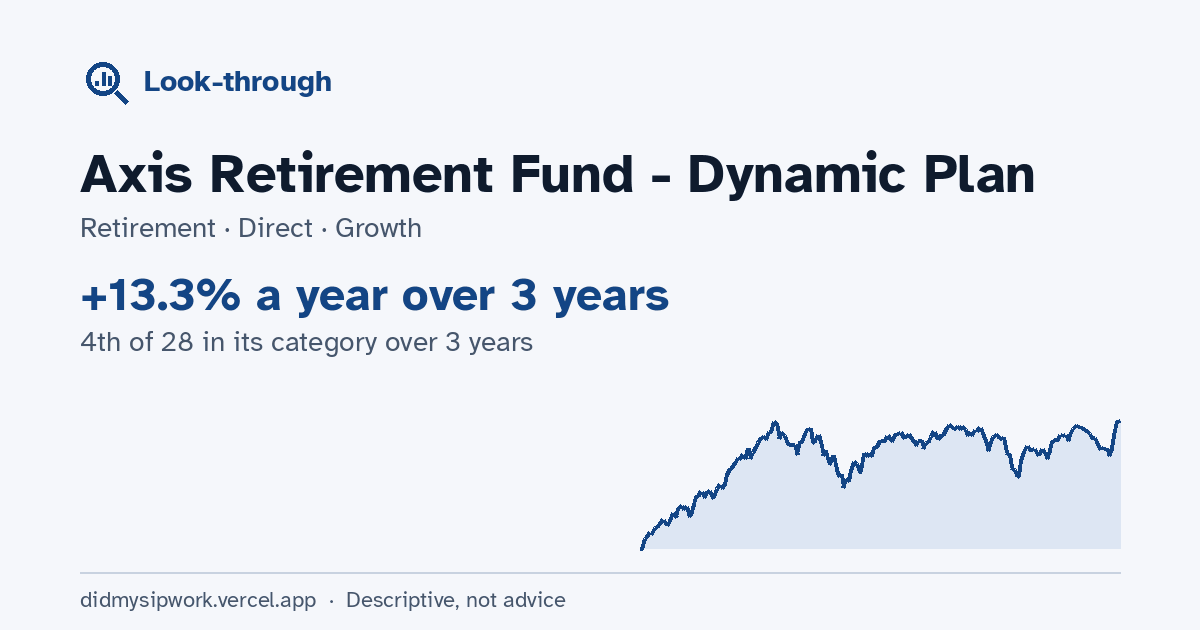 Look-through
Axis Retirement Fund - Dynamic Plan
Retirement · Direct · Growth
+13.3% a year over 3 years
4th of 28 in its category over 3 years
didmysipwork.vercel.app · Descriptive, not advice